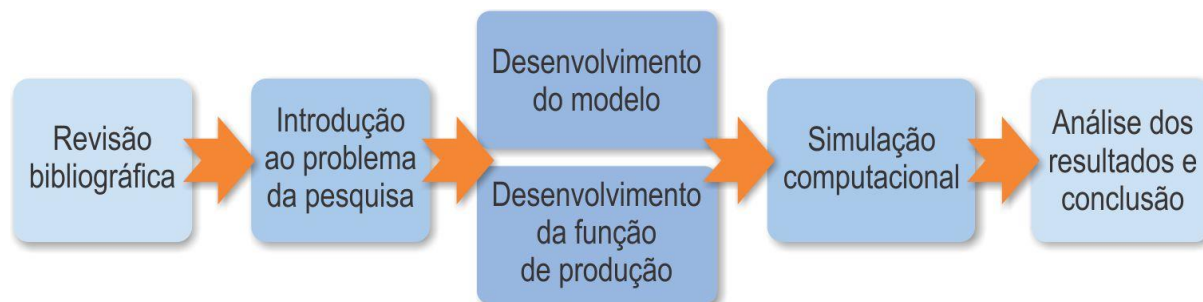 Revisão
bibliográfica
Introdução
ao problema
da pesquisa
Desenvolvimento
do modelo
Desenvolvimento
da função
de produção
Simulação
computacional
Análise dos
resultados e
conclusão